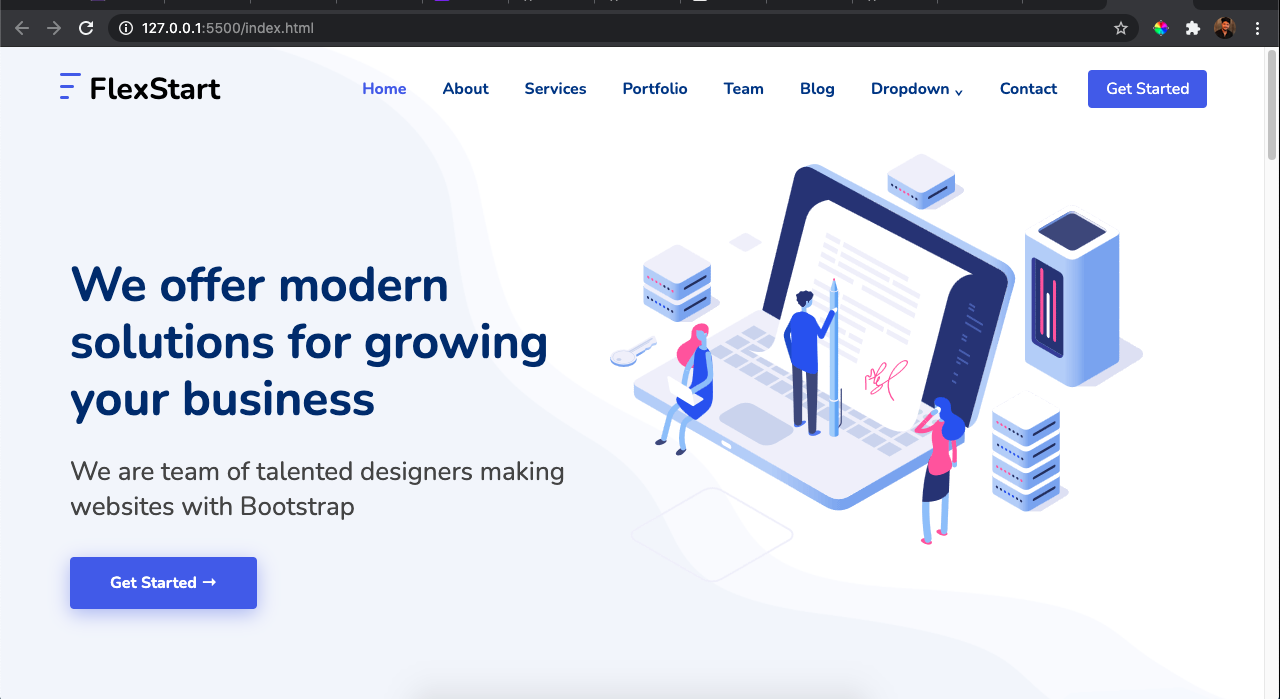 127.0.0.1:5500/index.html
FlexStart
Home About Services Portfolio Team Blog Dropdown Contact Get Started
We offer modern
solutions for growing
your business
We are team of talented designers making
websites with Bootstrap
Get Started →